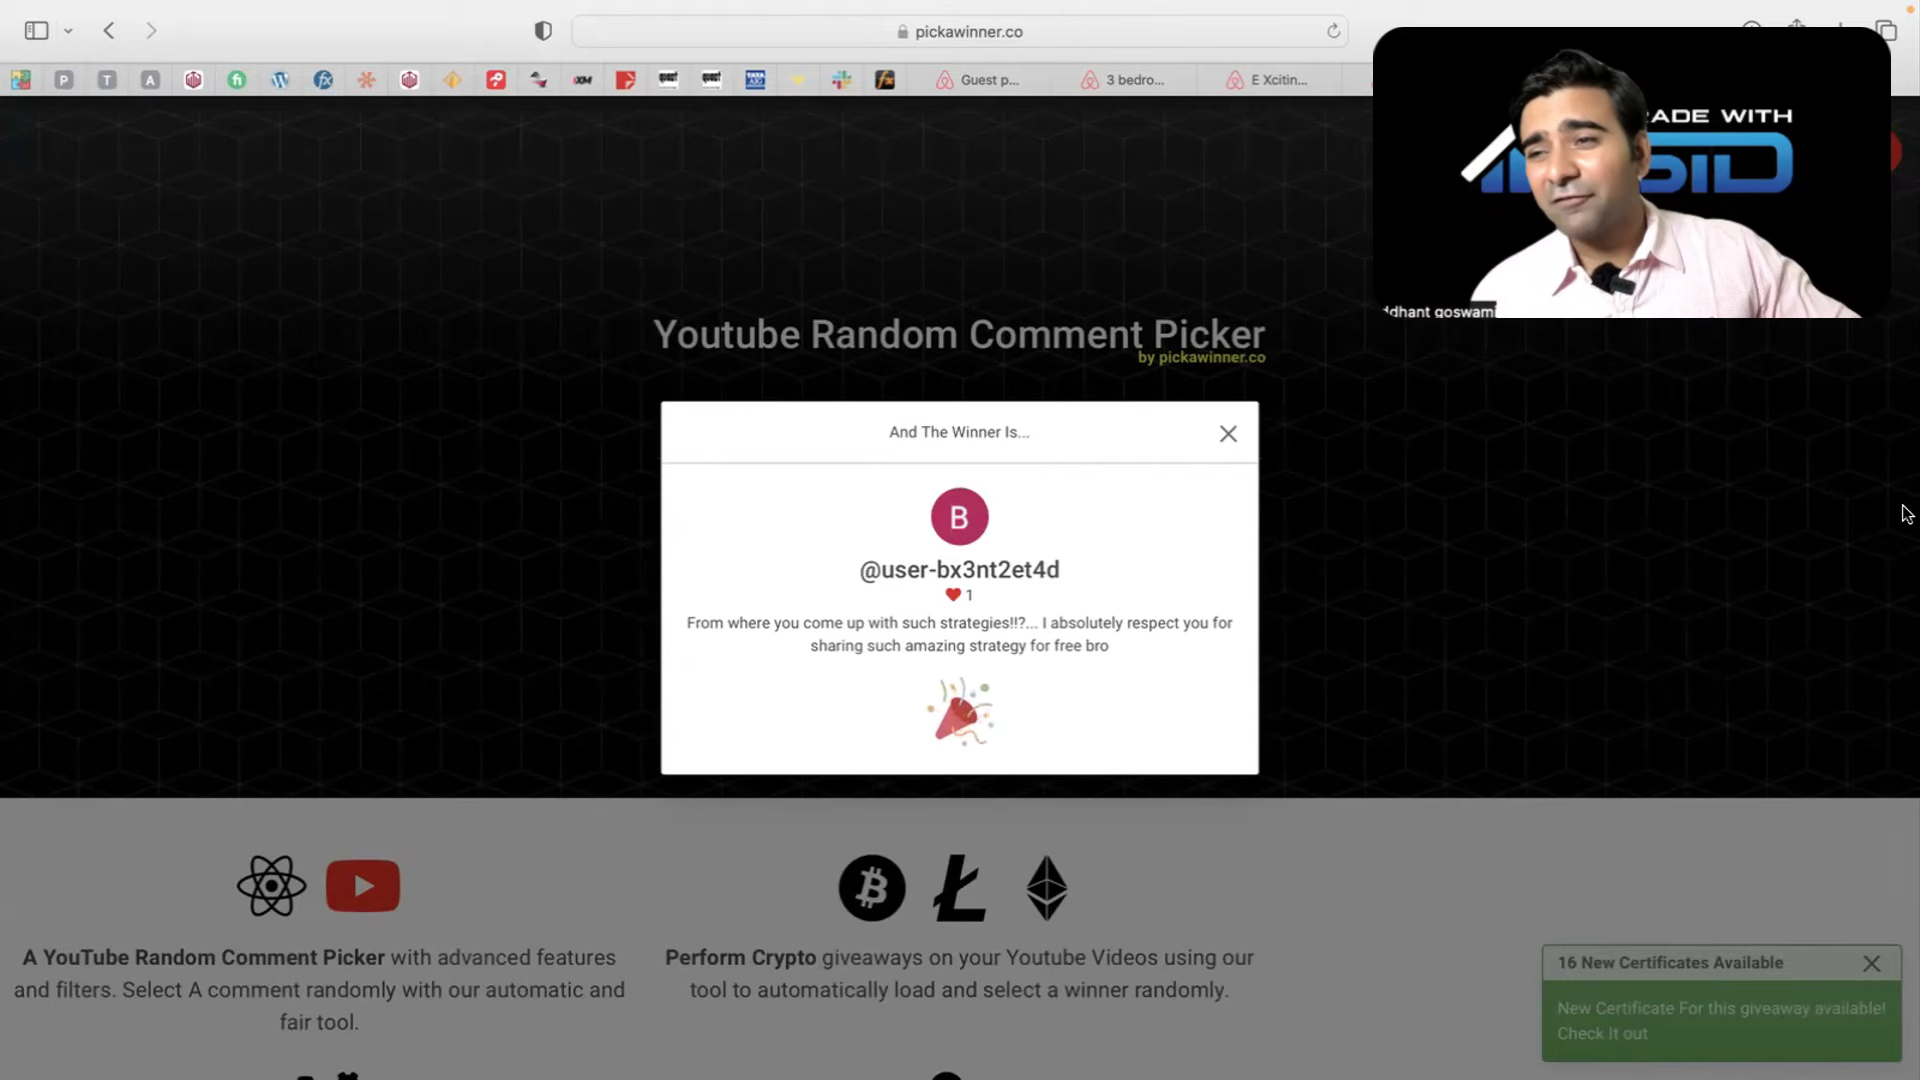 pickawinner.co
P
T
A
XM
Guest p...
3 bedro...
E Xcitin...
RADE WITH
SID
ddhant goswami
Youtube Random Comment Picker
by pickawinner.co
And The Winner Is...
B
@user-bx3nt2et4d
1
From where you come up with such strategies!!?... I absolutely respect you for
sharing such amazing strategy for free bro
A YouTube Random Comment Picker with advanced features
and filters. Select A comment randomly with our automatic and
fair tool.
Perform Crypto giveaways on your Youtube Videos using our
tool to automatically load and select a winner randomly.
16 New Certificates Available
New Certificate For this giveaway available!
Check It out